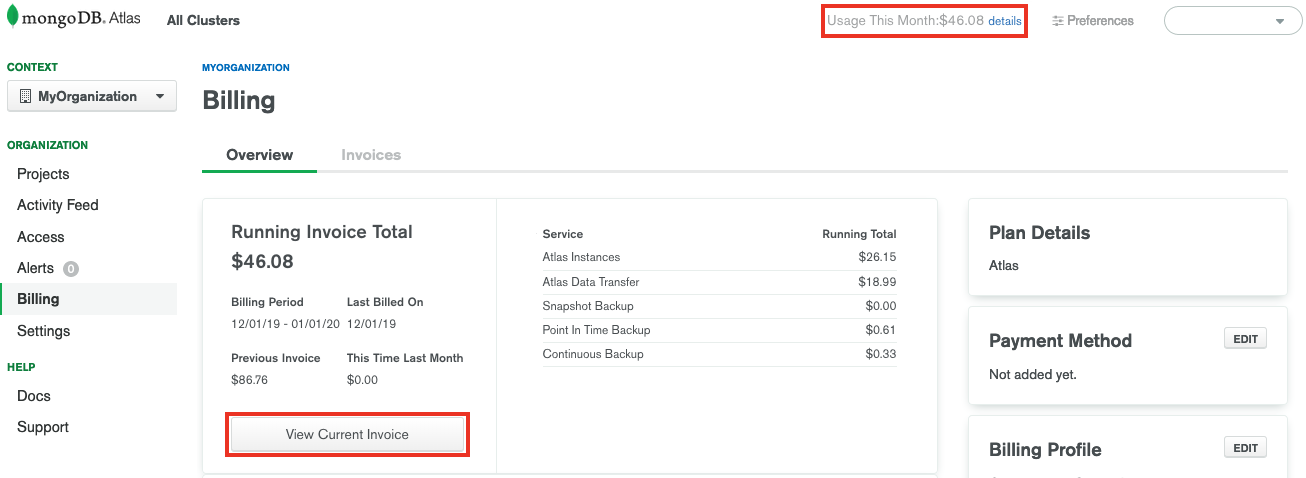 mongoDB. Atlas
All Clusters
Usage This Month:$46.08 details
Preferences
CONTEXT
MyOrganization
ORGANIZATION
Projects
Activity Feed
Access
Alerts 0
Billing
Settings
HELP
Docs
Support
MYORGANIZATION
Billing
Overview Invoices
Running Invoice Total
$46.08
Billing Period Last Billed On
12/01/19 - 01/01/20 12/01/19
Previous Invoice This Time Last Month
$86.76 $0.00
View Current Invoice
Service Running Total
Atlas Instances $26.15
Atlas Data Transfer $18.99
Snapshot Backup $0.00
Point In Time Backup $0.61
Continuous Backup $0.33
Plan Details
Atlas
Payment Method EDIT
Not added yet.
Billing Profile EDIT